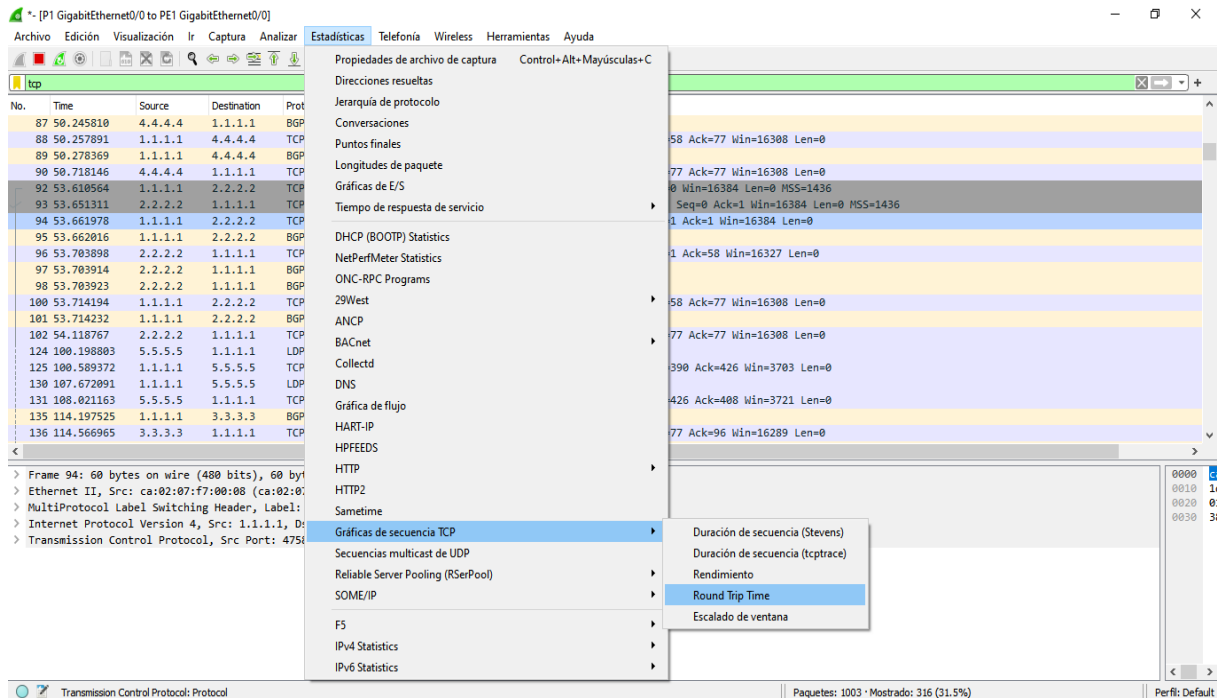 *- [P1 GigabitEthernet0/0 to PE1 GigabitEthernet0/0]
Archivo Edición Visualización Ir Captura Analizar Estadísticas Telefonía Wireless Herramientas Ayuda
tcp
No. Time Source Destination Prot
87 50.245810 4.4.4.4 1.1.1.1 BGP
88 50.257891 1.1.1.1 4.4.4.4 TCP 58 Ack=77 Win=16308 Len=0
89 50.278369 1.1.1.1 4.4.4.4 BGP
90 50.718146 4.4.4.4 1.1.1.1 TCP 77 Ack=77 Win=16308 Len=0
92 53.610564 1.1.1.1 2.2.2.2 TCP 0 Win=16384 Len=0 MSS=1436
93 53.651311 2.2.2.2 1.1.1.1 TCP Seq=0 Ack=1 Win=16384 Len=0 MSS=1436
94 53.661978 1.1.1.1 2.2.2.2 TCP 1 Ack=1 Win=16384 Len=0
95 53.662016 1.1.1.1 2.2.2.2 BGP
96 53.703898 2.2.2.2 1.1.1.1 TCP 1 Ack=58 Win=16327 Len=0
97 53.703914 2.2.2.2 1.1.1.1 BGP
98 53.703923 2.2.2.2 1.1.1.1 BGP
100 53.714194 1.1.1.1 2.2.2.2 TCP 58 Ack=77 Win=16308 Len=0
101 53.714232 1.1.1.1 2.2.2.2 BGP
102 54.118767 2.2.2.2 1.1.1.1 TCP 77 Ack=77 Win=16308 Len=0
124 100.198803 5.5.5.5 1.1.1.1 LDP
125 100.589372 1.1.1.1 5.5.5.5 TCP 390 Ack=426 Win=3703 Len=0
130 107.672091 1.1.1.1 5.5.5.5 LDP
131 108.021163 5.5.5.5 1.1.1.1 TCP 426 Ack=408 Win=3721 Len=0
135 114.197525 1.1.1.1 3.3.3.3 BGP
136 114.566965 3.3.3.3 1.1.1.1 TCP 77 Ack=96 Win=16289 Len=0
Propiedades de archivo de captura Control+Alt+Mayúsculas+C
Direcciones resueltas
Jerarquía de protocolo
Conversaciones
Puntos finales
Longitudes de paquete
Gráficas de E/S
Tiempo de respuesta de servicio
DHCP (BOOTP) Statistics
NetPerfMeter Statistics
ONC-RPC Programs
29West
ANCP
BACnet
Collectd
DNS
Gráfica de flujo
HART-IP
HPFEEDS
HTTP
HTTP2
Sametime
Gráficas de secuencia TCP
Secuencias multicast de UDP
Reliable Server Pooling (RSerPool)
SOME/IP
F5
IPv4 Statistics
IPv6 Statistics
Duración de secuencia (Stevens)
Duración de secuencia (tcptrace)
Rendimiento
Round Trip Time
Escalado de ventana
Frame 94: 60 bytes on wire (480 bits), 60 byt
Ethernet II, Src: ca:02:07:f7:00:08 (ca:02:07
MultiProtocol Label Switching Header, Label:
Internet Protocol Version 4, Src: 1.1.1.1, Ds
Transmission Control Protocol, Src Port: 4758
0000
0010
0020
0030
Transmission Control Protocol: Protocol
Paquetes: 1003 · Mostrado: 316 (31.5%)
Perfil: Default